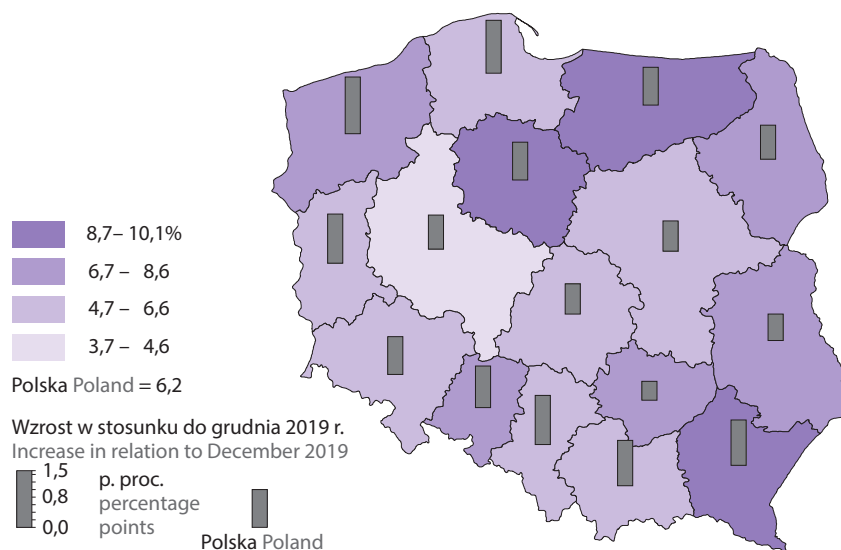 8,7– 10,1%
6,7 – 8,6
4,7 – 6,6
3,7 – 4,6
Polska Poland = 6,2
Wzrost w stosunku do grudnia 2019 r.
Increase in relation to December 2019
1,5
0,8
0,0
p. proc.
percentage
points
Polska Poland